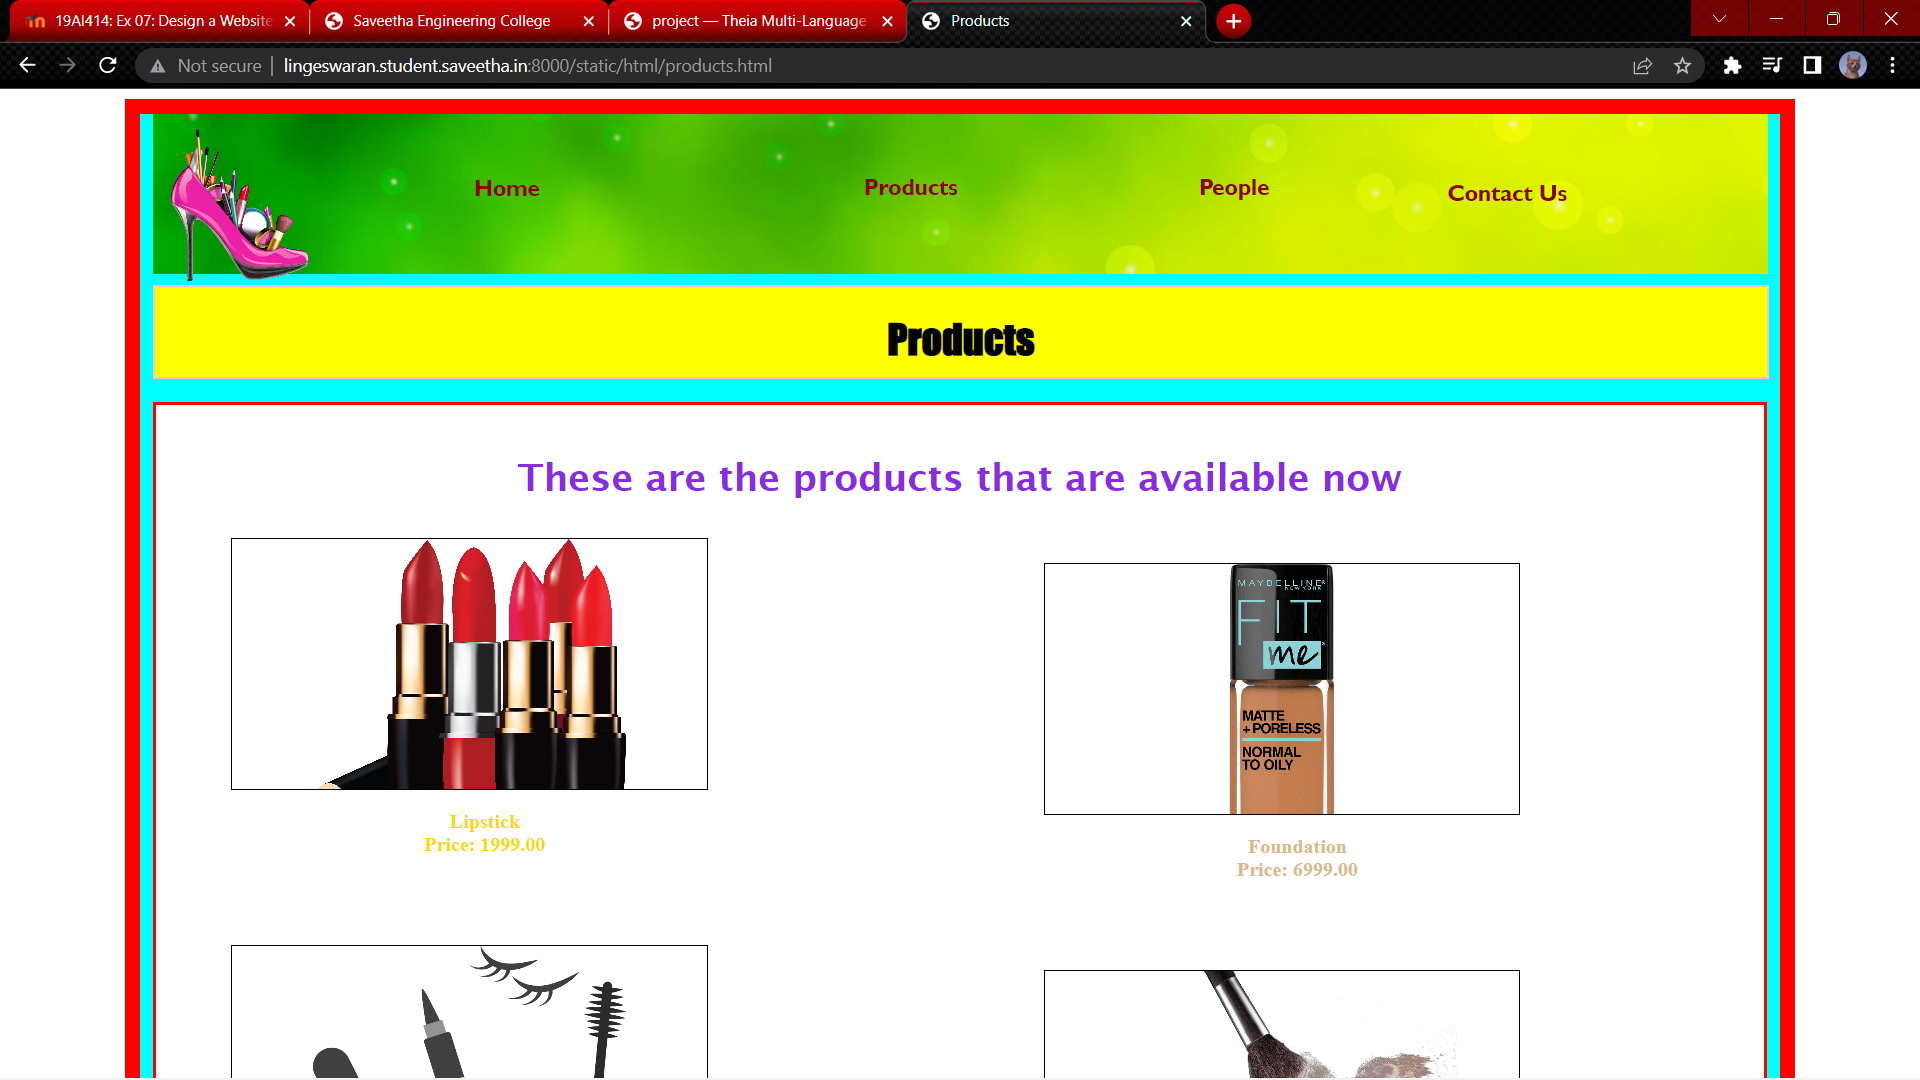 19AI414: Ex 07: Design a Website
Saveetha Engineering College
project — Theia Multi-Language
Products
Not secure
lingeswaran.student.saveetha.in:8000/static/html/products.html
Home
Products
People
Contact Us
Products
These are the products that are available now
MAYBELLINE
NEW YORK
FIT
me
MATTE
+ PORELESS
NORMAL
TO OILY
Lipstick
Price: 1999.00
Foundation
Price: 6999.00